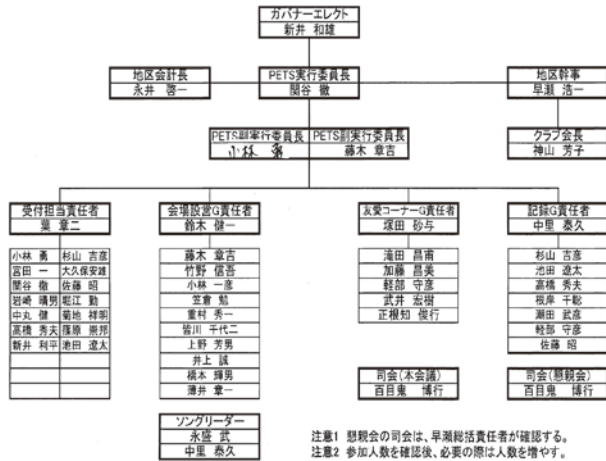 ガバナーエレクト
新井 和雄
地区会計長 PETS実行委員長 地区幹事
永井 啓一 関谷 徹 早瀬 浩一
PETS副実行委員長 PETS副実行委員長 クラブ会長
小林 勇 藤木 章吉 神山 芳子
受付担当責任者
葉 章二
小林 勇 杉山 吉彦
宮田 一 大久保安雄
関谷 徹 佐藤 昭
岩崎 晴男 堀江 勤
中丸 健 菊地 祥明
高橋 秀夫 篠原 崇邦
新井 利平 池田 遼太
会場設営G責任者
鈴木 健一
藤木 章吉
竹野 信吾
小林 一彦
笠倉 勉
重村 秀一
皆川 千代二
上野 芳男
井上 誠
橋本 輝男
薄井 章一
ソングリーダー
永盛 武
中里 泰久
友愛コーナーG責任者
塚田 砂与
滝田 昌甫
加藤 昌美
軽部 守彦
武井 宏樹
正根知 俊行
司会(本会議)
百目鬼 博行
記録G責任者
中里 泰久
杉山 吉彦
池田 遼太
高橋 秀夫
根岸 千聡
潮田 武彦
軽部 守彦
佐藤 昭
司会(懇親会)
百目鬼 博行
注意1 懇親会の司会は、早瀬総括責任者が確認する。
注意2 参加人数を確認後、必要の際は人数を増やす。